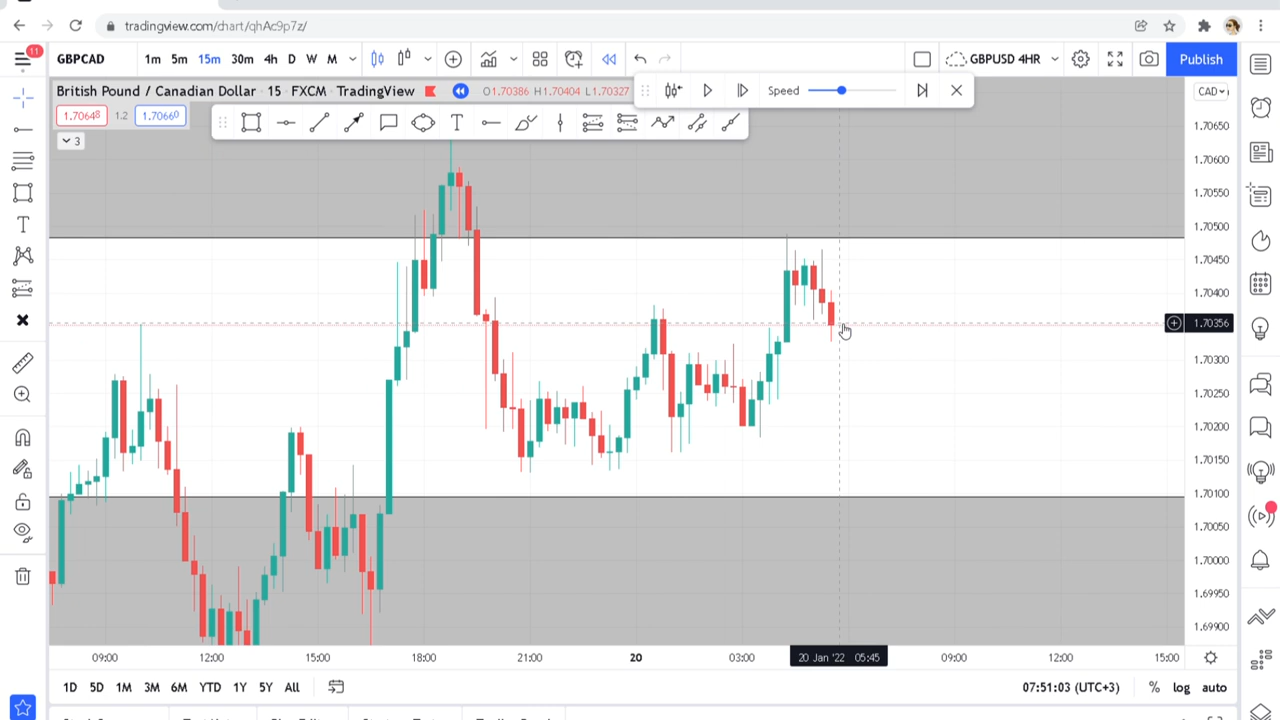 tradingview.com/chart/qhAc9p7z/
11
GBPCAD
1m 5m 15m 30m 4h D W M
GBPUSD 4HR
Publish
British Pound / Canadian Dollar · 15 · FXCM · TradingView
O1.70386 H1.70404 L1.70327
Speed
CAD
1.70648 1.2 1.70660
3
1.70650
1.70600
1.70550
1.70500
1.70450
1.70400
1.70356
1.70300
1.70250
1.70200
1.70150
1.70100
1.70050
1.70000
1.69950
1.69900
09:00 12:00 15:00 18:00 21:00 20 03:00 20 Jan '22 05:45 09:00 12:00 15:00
1D 5D 1M 3M 6M YTD 1Y 5Y All
07:51:03 (UTC+3) % log auto